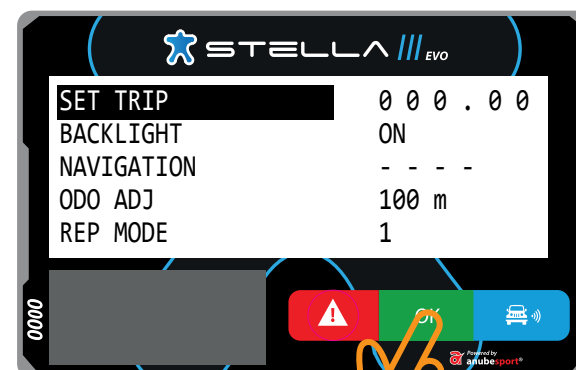 STELLA III EVO
SET TRIP 000.00
BACKLIGHT ON
NAVIGATION ----
ODO ADJ 100 m
REP MODE 1
0000
OK
Powered by
anubesport®